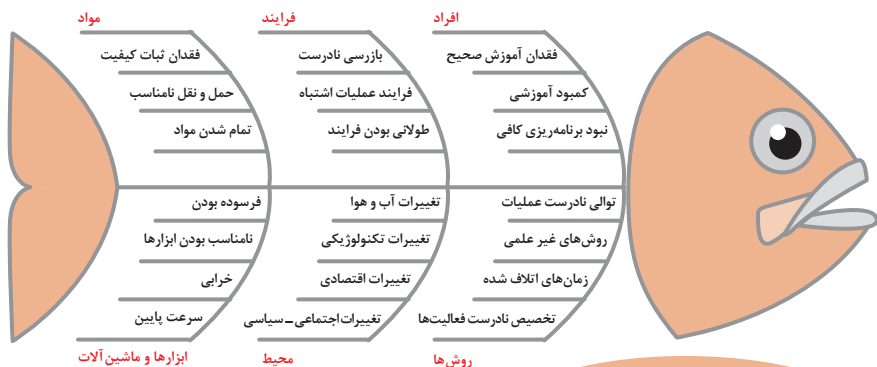 افراد
فقدان آموزش صحیح
کمبود آموزشی
نبود برنامه‌ریزی کافی
فرایند
بازرسی نادرست
فرایند عملیات اشتباه
طولانی بودن فرایند
مواد
فقدان ثبات کیفیت
حمل و نقل نامناسب
تمام شدن مواد
توالی نادرست عملیات
روش‌های غیر علمی
زمان‌های اتلاف شده
تخصیص نادرست فعالیت‌ها
روش‌ها
تغییرات آب و هوا
تغییرات تکنولوژیکی
تغییرات اقتصادی
تغییرات اجتماعی ـ سیاسی
محیط
فرسوده بودن
نامناسب بودن ابزارها
خرابی
سرعت پایین
ابزارها و ماشین‌آلات